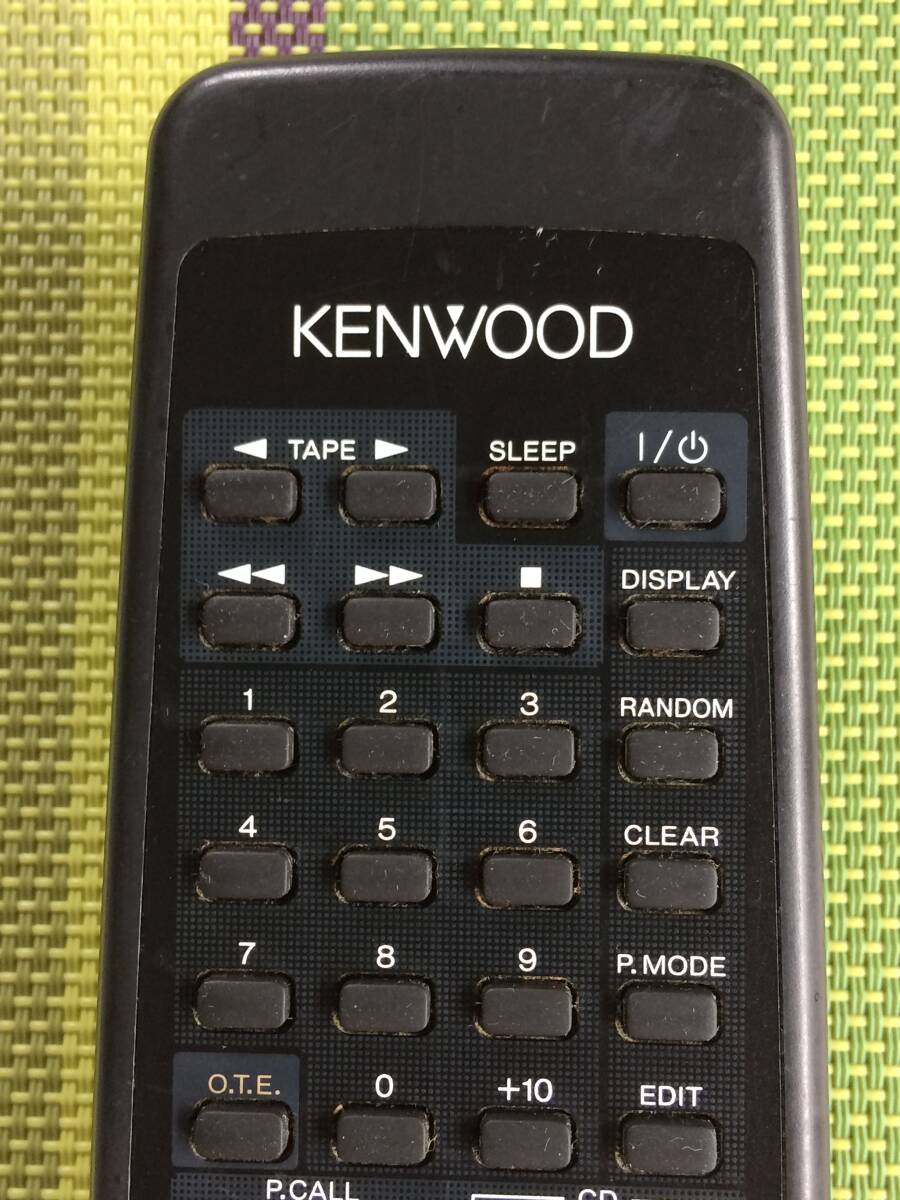 KENWOOD
◀ TAPE ▶ SLEEP I/⏻
◀◀ ▶▶ ■ DISPLAY
1 2 3 RANDOM
4 5 6 CLEAR
7 8 9 P.MODE
O.T.E. 0 +10 EDIT
P.CALL CD